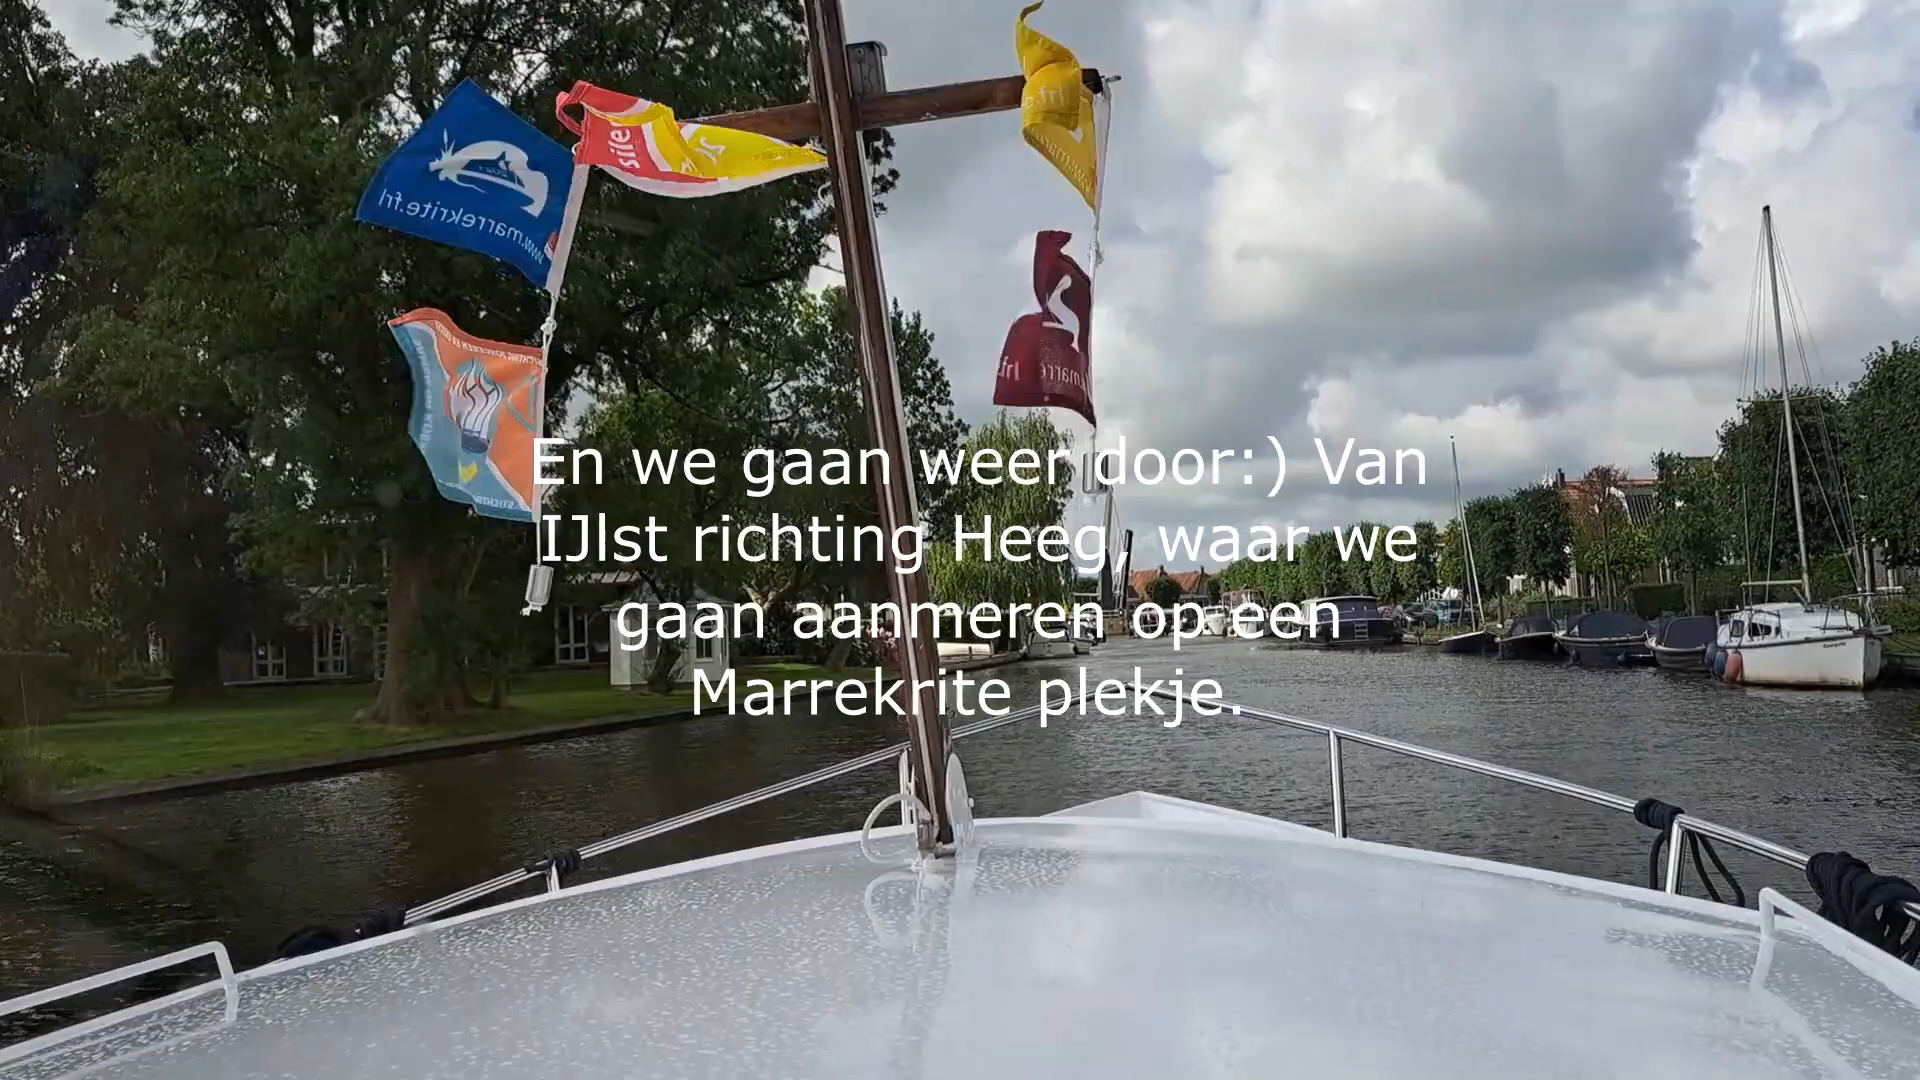 www.marrekrite.frl
En we gaan weer door:) Van
IJlst richting Heeg, waar we
gaan aanmeren op een
Marrekrite plekje.